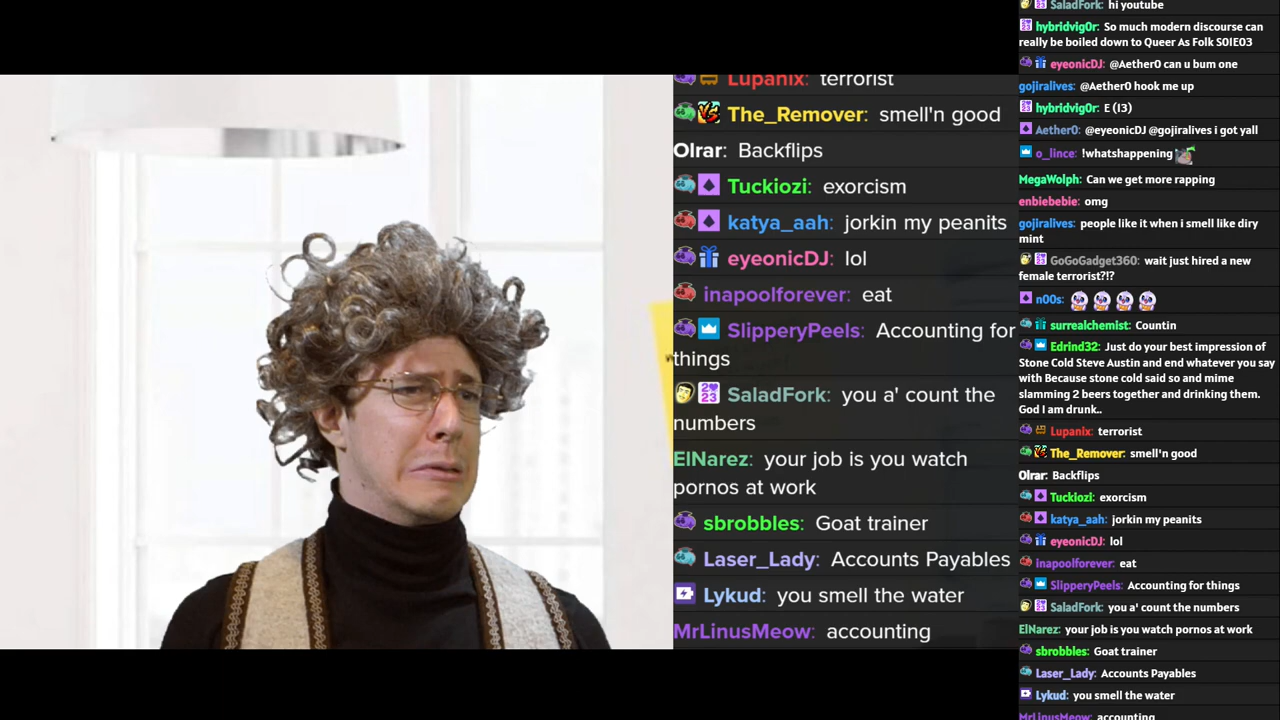 Lupanix: terrorist
The_Remover: smell'n good
Olrar: Backflips
Tuckiozi: exorcism
katya_aah: jorkin my peanits
eyeonicDJ: lol
inapoolforever: eat
SlipperyPeels: Accounting for
things
SaladFork: you a' count the
numbers
ElNarez: your job is you watch
pornos at work
sbrobbles: Goat trainer
Laser_Lady: Accounts Payables
Lykud: you smell the water
MrLinusMeow: accounting
SaladFork: hi youtube
hybridvig0r: So much modern discourse can
really be boiled down to Queer As Folk S01E03
eyeonicDJ: @Aether0 can u bum one
gojiralives: @Aether0 hook me up
hybridvig0r: E (13)
Aether0: @eyeonicDJ @gojiralives i got yall
o_lince: !whatshappening
MegaWolph: Can we get more rapping
enbiebebie: omg
gojiralives: people like it when i smell like diry
mint
GoGoGadget360: wait just hired a new
female terrorist?!?
n00s:
surrealchemist: Countin
Edrind32: Just do your best impression of
Stone Cold Steve Austin and end whatever you say
with Because stone cold said so and mime
slamming 2 beers together and drinking them.
God I am drunk..
Lupanix: terrorist
The_Remover: smell'n good
Olrar: Backflips
Tuckiozi: exorcism
katya_aah: jorkin my peanits
eyeonicDJ: lol
inapoolforever: eat
SlipperyPeels: Accounting for things
SaladFork: you a' count the numbers
ElNarez: your job is you watch pornos at work
sbrobbles: Goat trainer
Laser_Lady: Accounts Payables
Lykud: you smell the water
MrLinusMeow: accounting